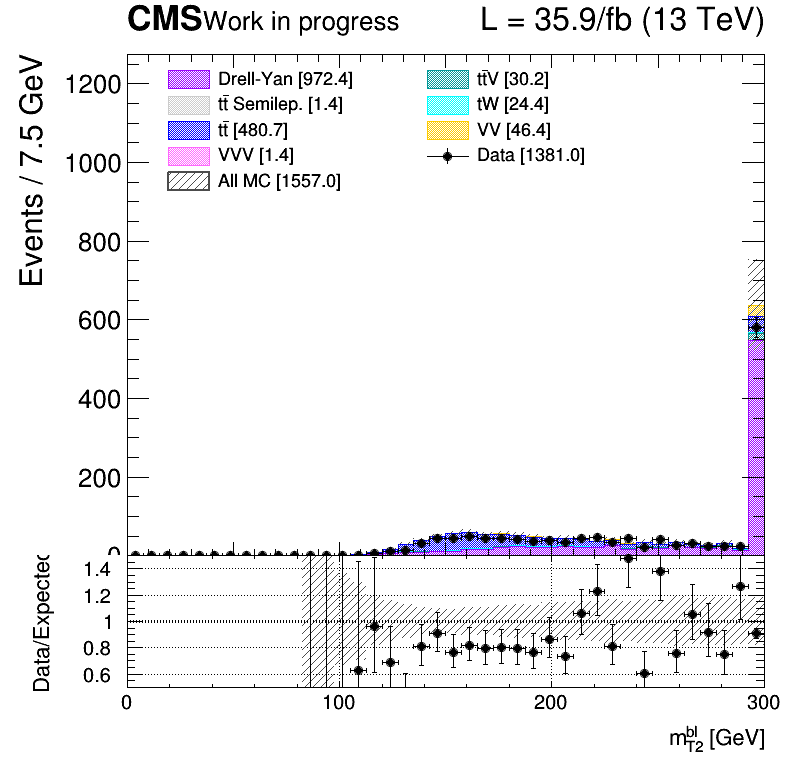 CMS Work in progress L = 35.9/fb (13 TeV)
Events / 7.5 GeV
1200
1000
800
600
400
200
0
Drell-Yan [972.4]
tt̄ Semilep. [1.4]
tt̄ [480.7]
VVV [1.4]
All MC [1557.0]
tt̄V [30.2]
tW [24.4]
VV [46.4]
Data [1381.0]
Data/Expected
1.4
1.2
1
0.8
0.6
0 100 200 300
m_{T2}^{bl} [GeV]